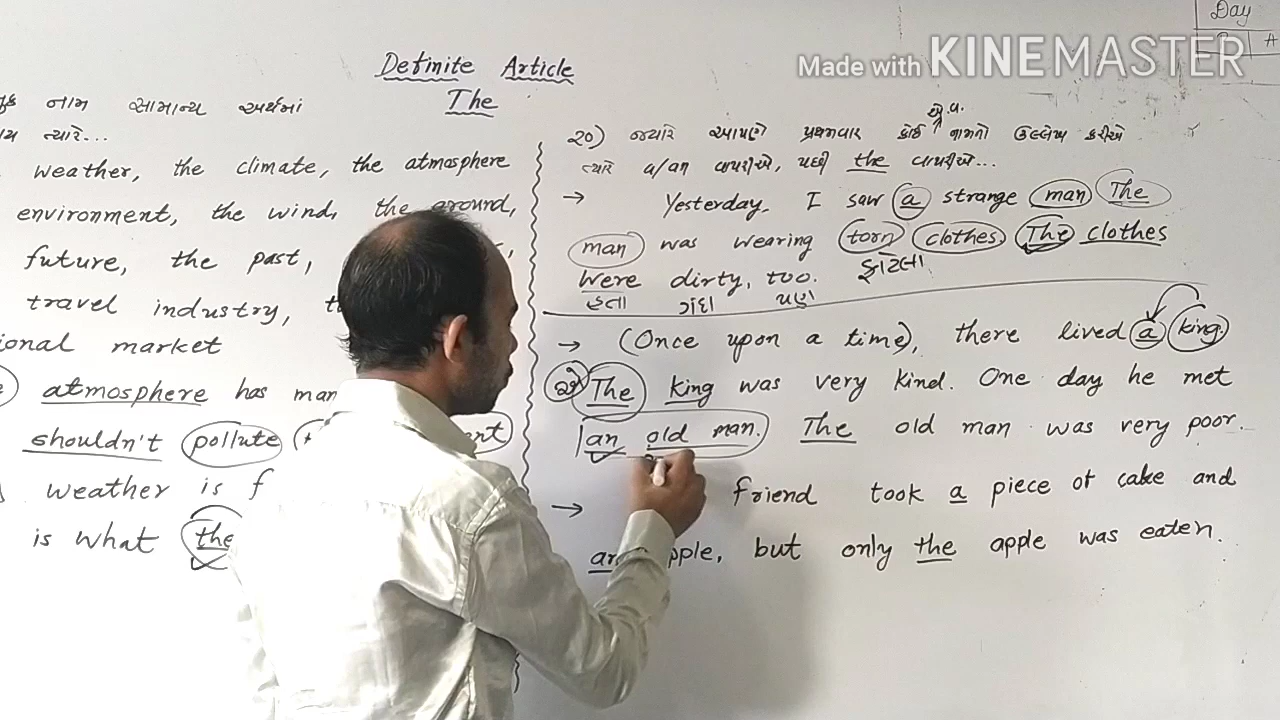 Day
Made with KINEMASTER
A
Definite Article
The
નામ સામાન્ય અર્થમાં
ત્યારે...
weather, the climate, the atmosphere
environment, the wind, the ground,
future, the past,
travel industry,
ional market
atmosphere has man
shouldn't pollute
weather is f
is what the
૨૦) જ્યારે આપણે પ્રથમવાર કોઈ એ.વ. નામનો ઉલ્લેખ કરીએ
ત્યારે a/an વાપરીએ, પછી the વાપરીએ...
→ Yesterday, I saw a strange man The
man was wearing torn clothes. The clothes
ફાટેલા
were dirty, too.
હતા ગંદા પણ
→ (Once upon a time), there lived a king.
The king was very kind. One day he met
an old man. The old man was very poor.
→ friend took a piece of cake and
an pple, but only the apple was eaten.